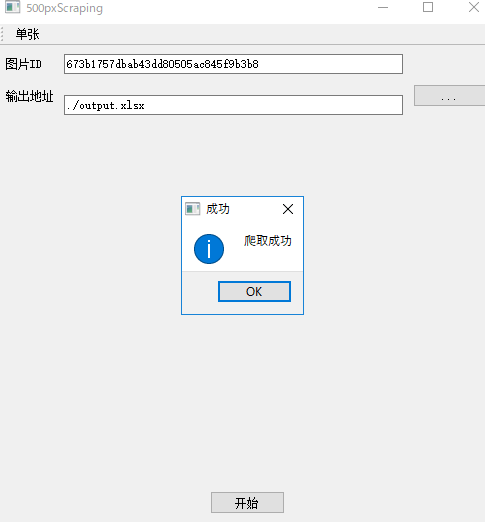 500pxScraping
单张
图片ID 673b1757dbab43dd80505ac845f9b3b8
输出地址 ./output.xlsx ...
成功
爬取成功
OK
开始